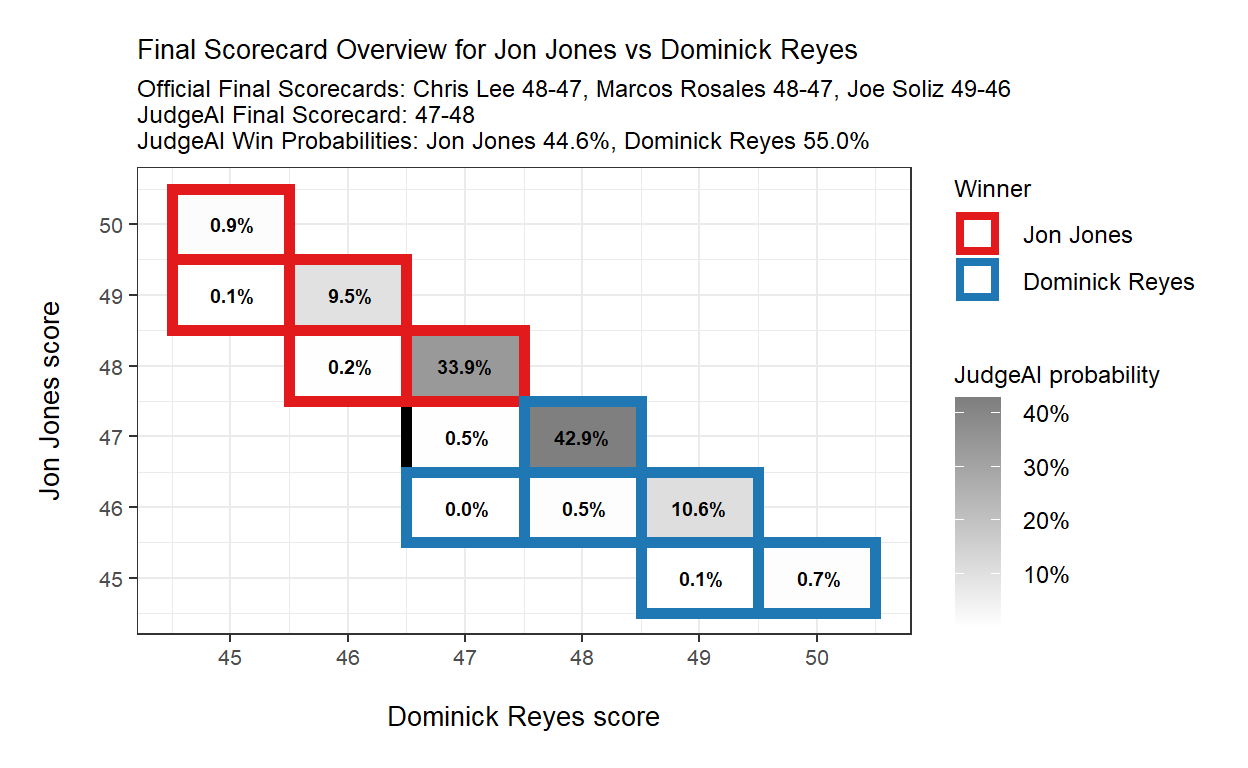 Final Scorecard Overview for Jon Jones vs Dominick Reyes
Official Final Scorecards: Chris Lee 48-47, Marcos Rosales 48-47, Joe Soliz 49-46
JudgeAI Final Scorecard: 47-48
JudgeAI Win Probabilities: Jon Jones 44.6%, Dominick Reyes 55.0%
Jon Jones score
50
49
48
47
46
45
0.9%
0.1% 9.5%
0.2% 33.9%
0.5% 42.9%
0.0% 0.5% 10.6%
0.1% 0.7%
45 46 47 48 49 50
Dominick Reyes score
Winner
Jon Jones
Dominick Reyes
JudgeAI probability
40%
30%
20%
10%